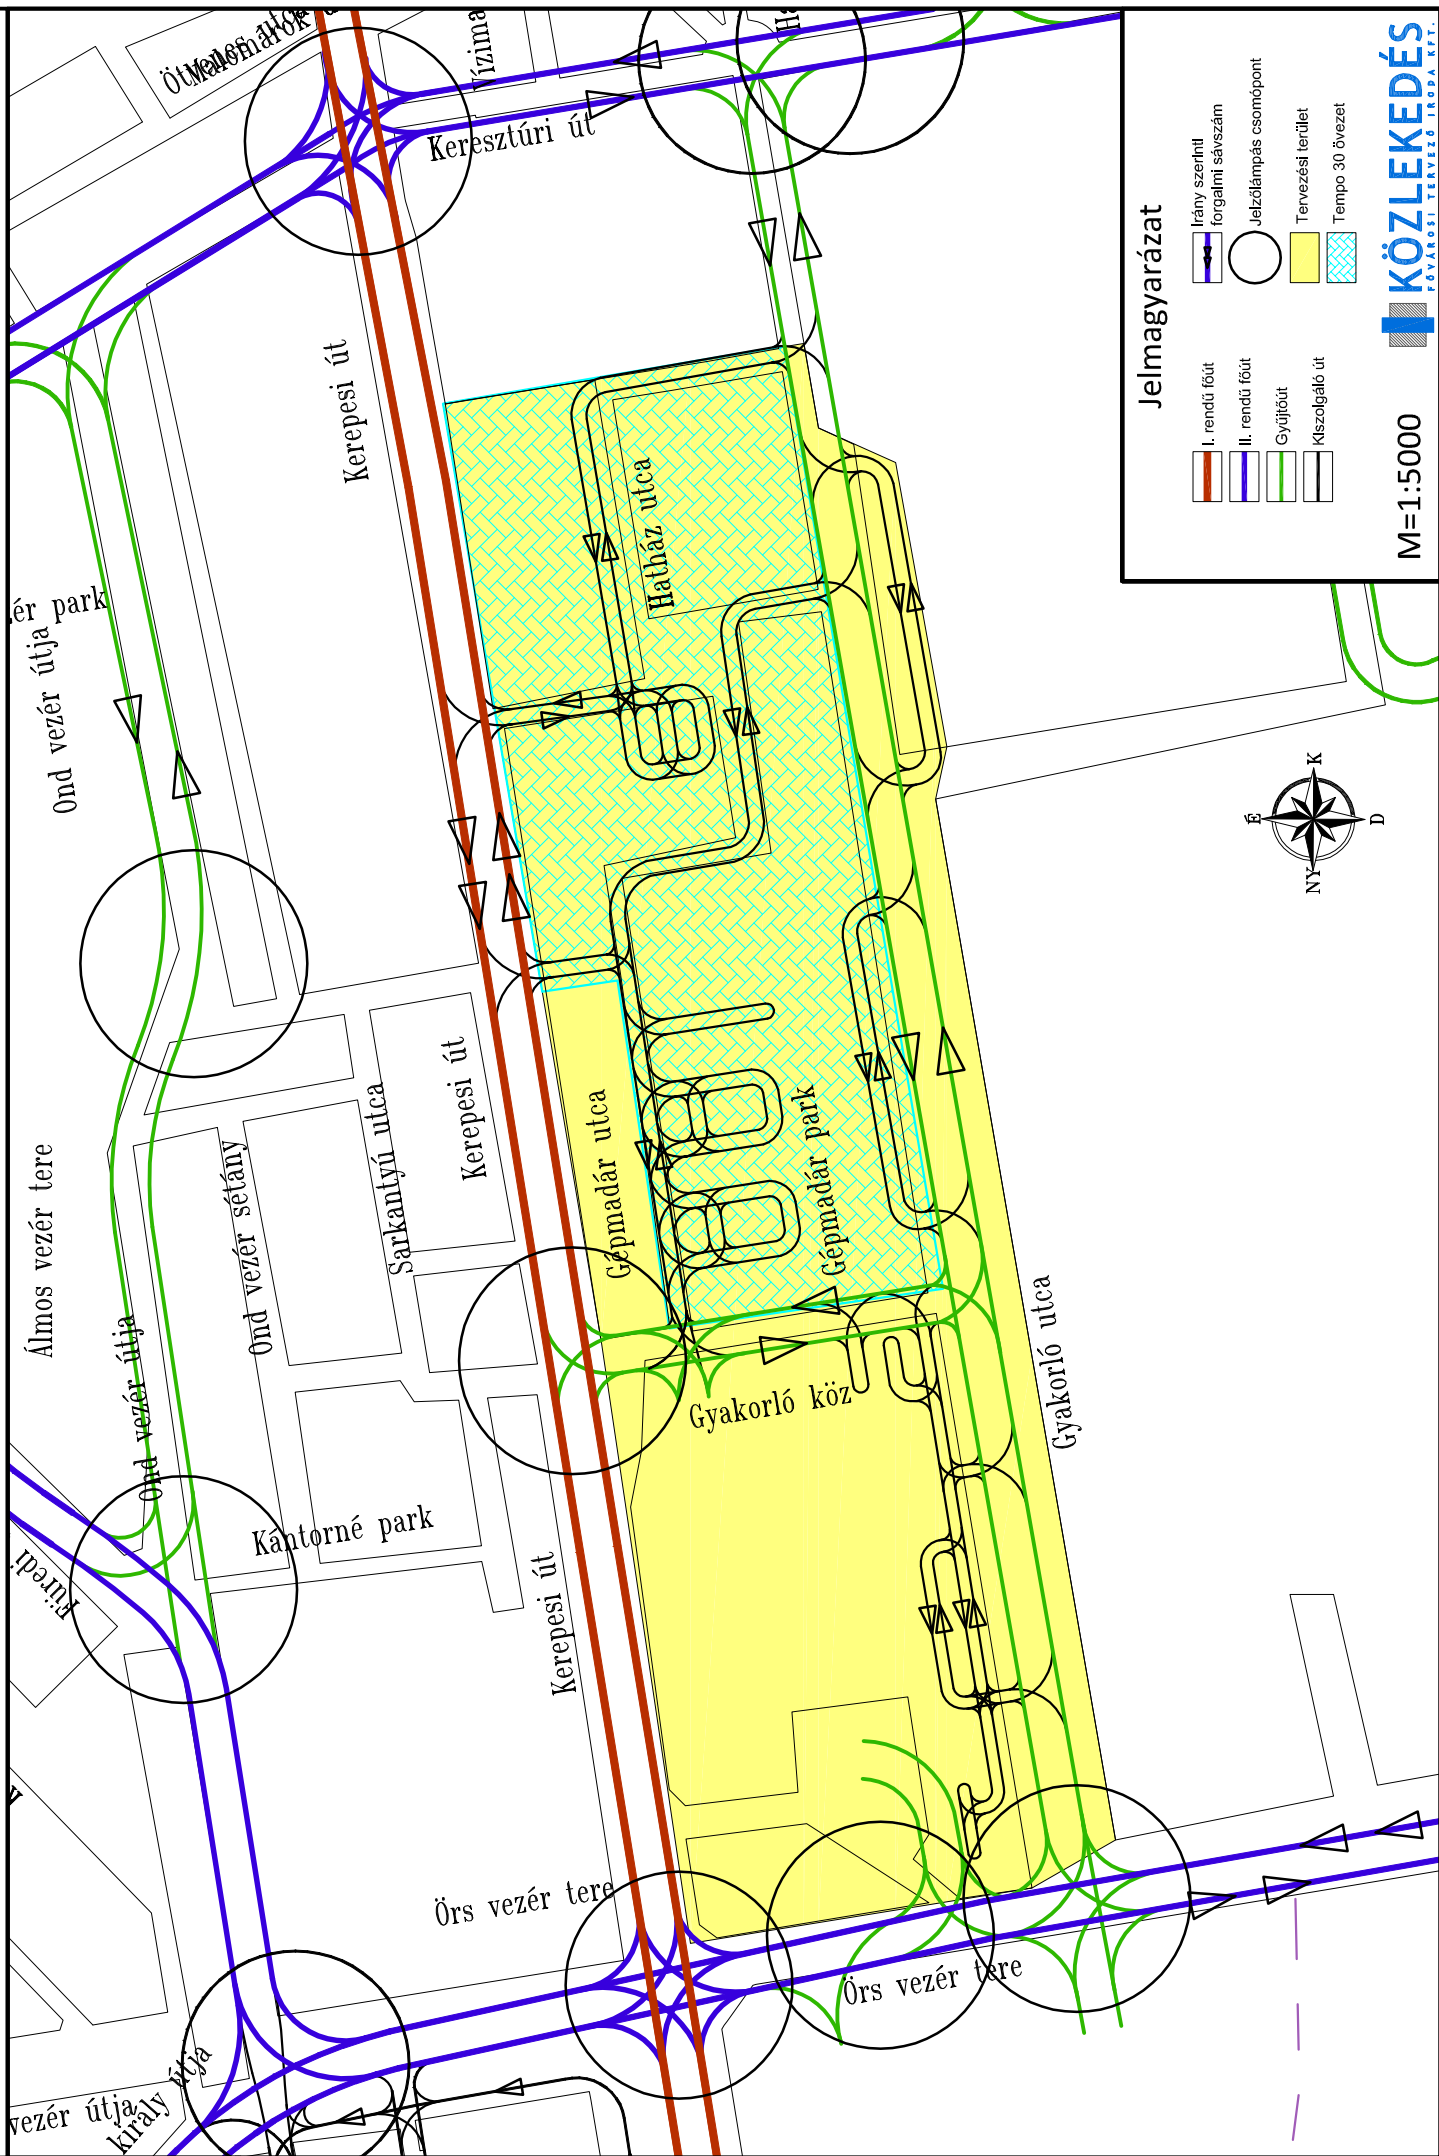 Ötvenes utca
Malomárok
Vízima
Keresztúri út
Kerepesi út
Hatház utca
ér park
Ond vezér útja
Álmos vezér tere
Ond vezér sétány
Sarkantyú utca
Kerepesi út
Gépmadár utca
Gépmadár park
Ond vezér útja
Gyakorló köz
Gyakorló utca
Kántorné park
Kerepesi út
Füredi
Örs vezér tere
Örs vezér tere
vezér útja
király útja
É
K
D
NY
Jelmagyarázat
I. rendű főút
II. rendű főút
Gyűjtőút
Kiszolgáló út
Irány szerinti
forgalmi sávszám
Jelzőlámpás csomópont
Tervezési terület
Tempo 30 övezet
M=1:5000
KÖZLEKEDÉS
FŐVÁROSI TERVEZŐ IRODA KFT.